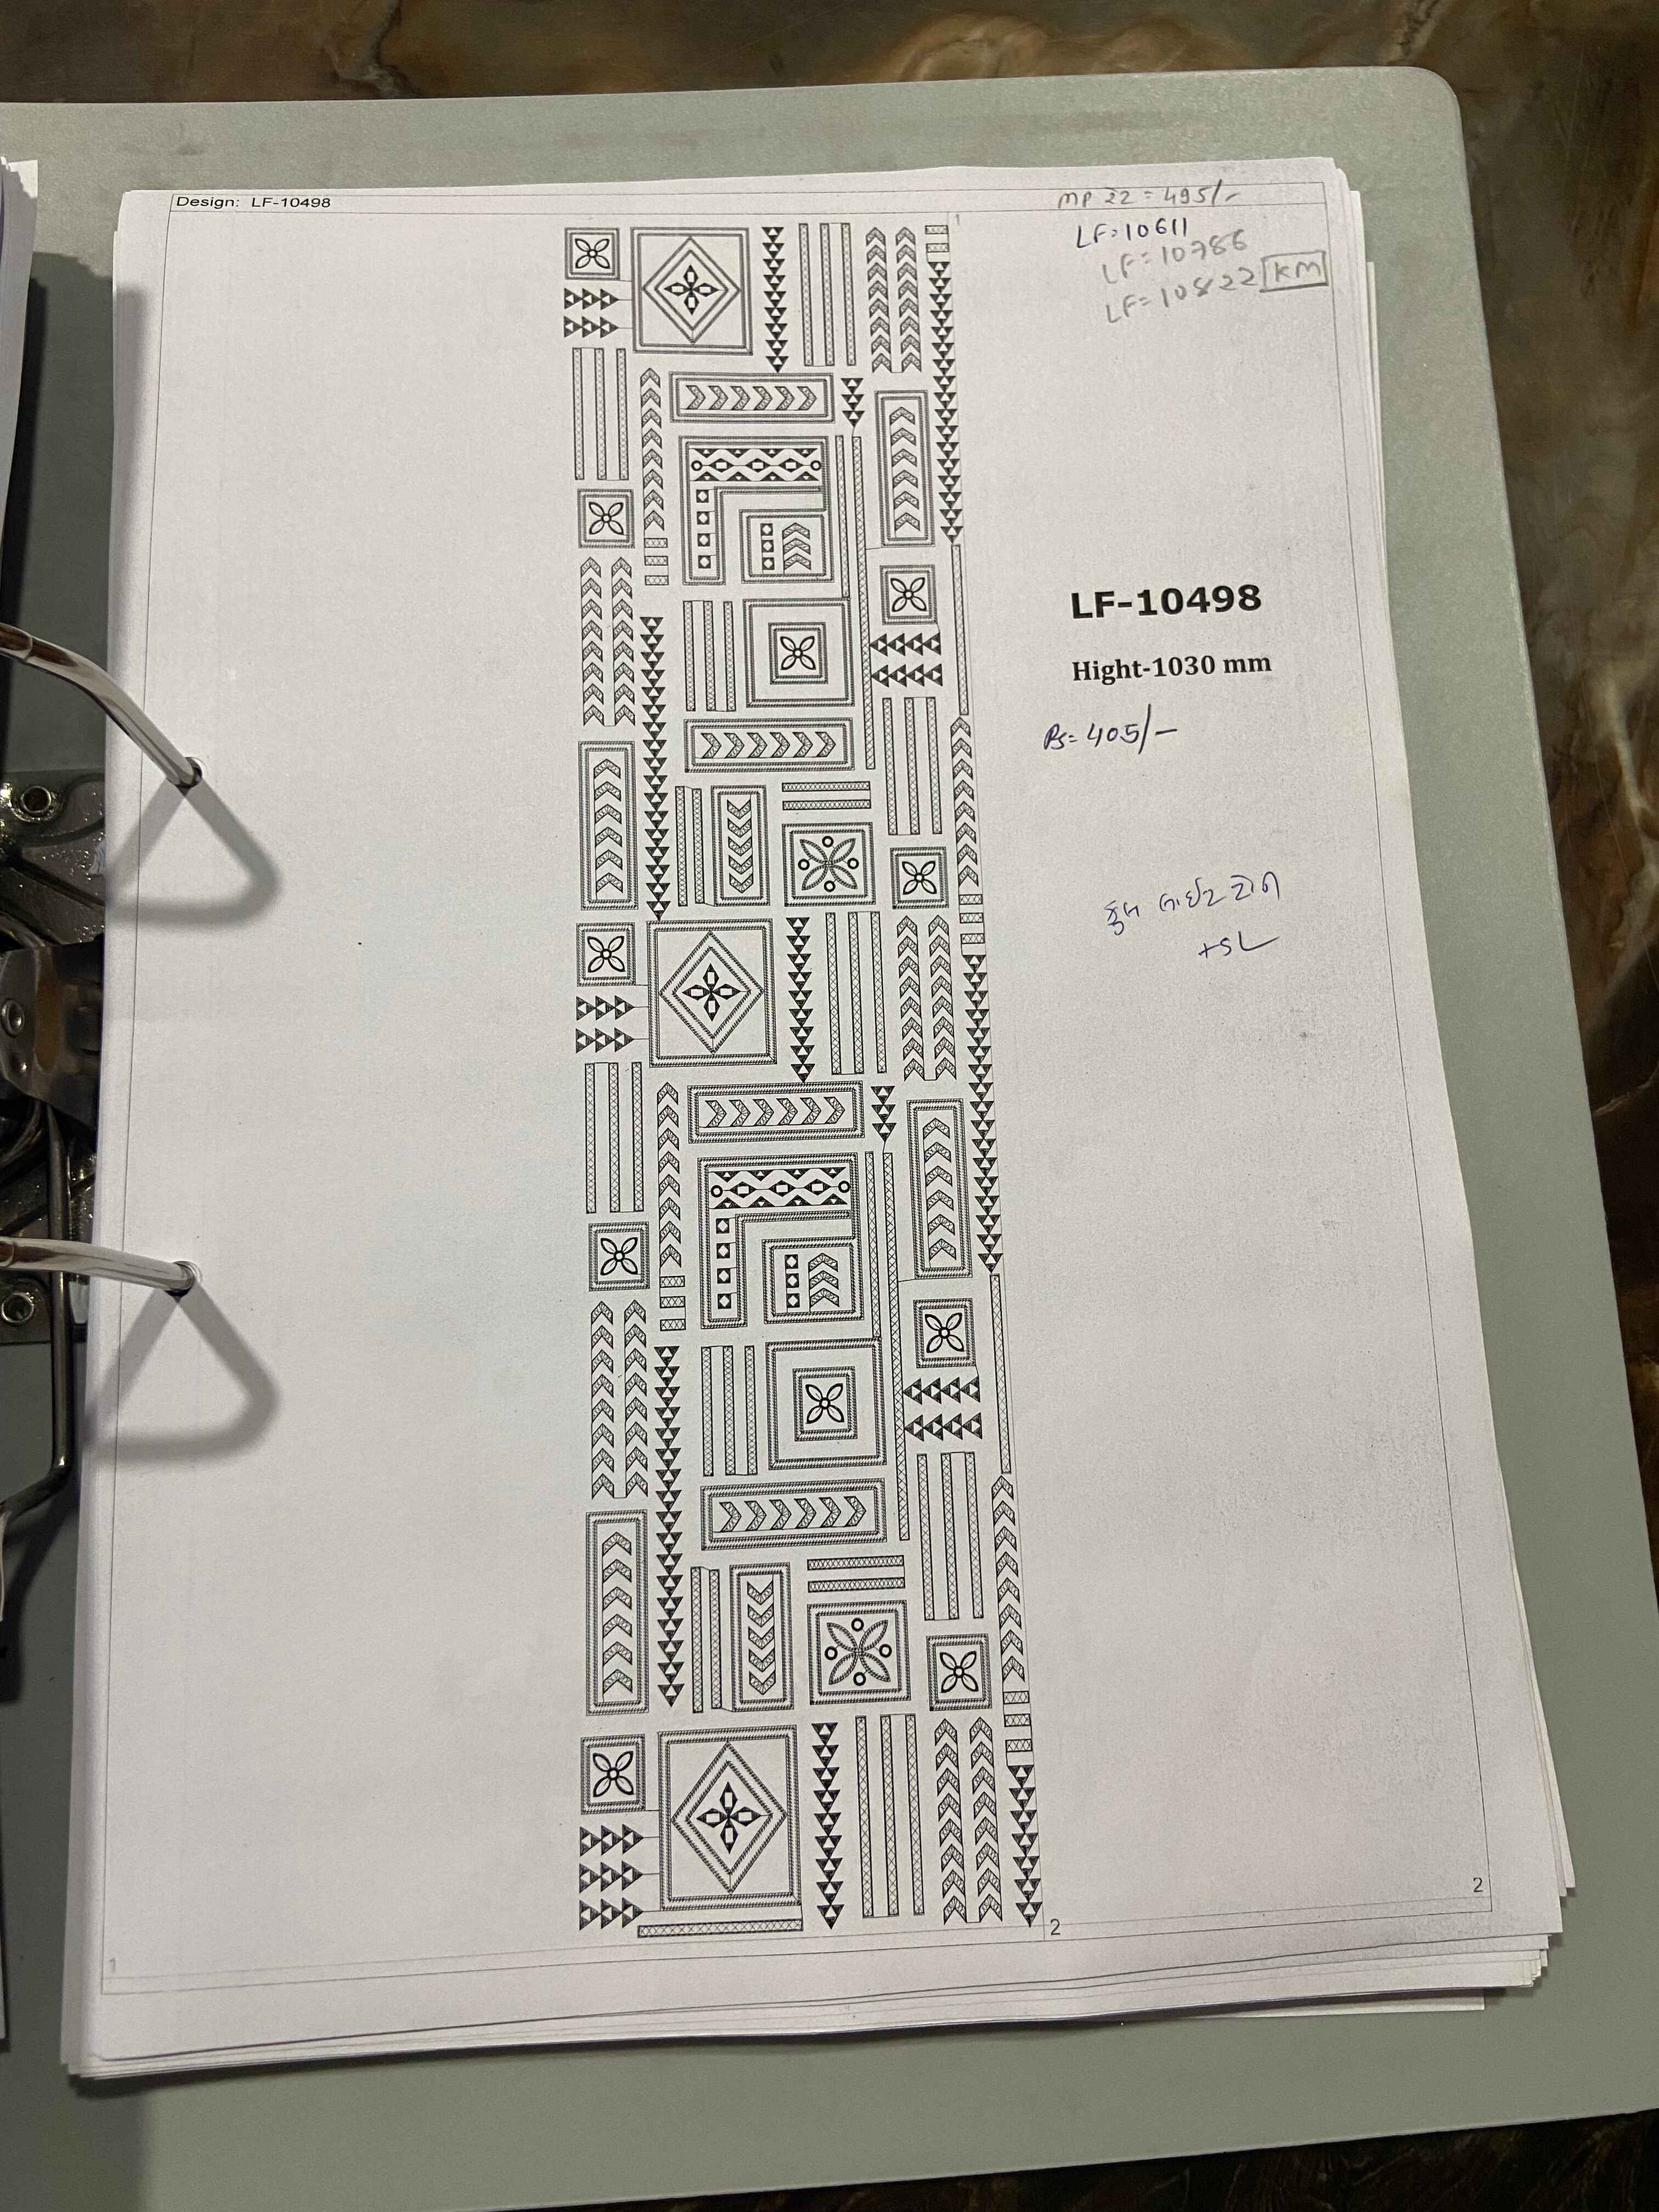 Design: LF-10498
MP 22 = 495/-
LF=10611
LF=10786
LF=10822 KM
1
LF-10498
Hight-1030 mm
Rs= 405/-
+SL
2
2
1